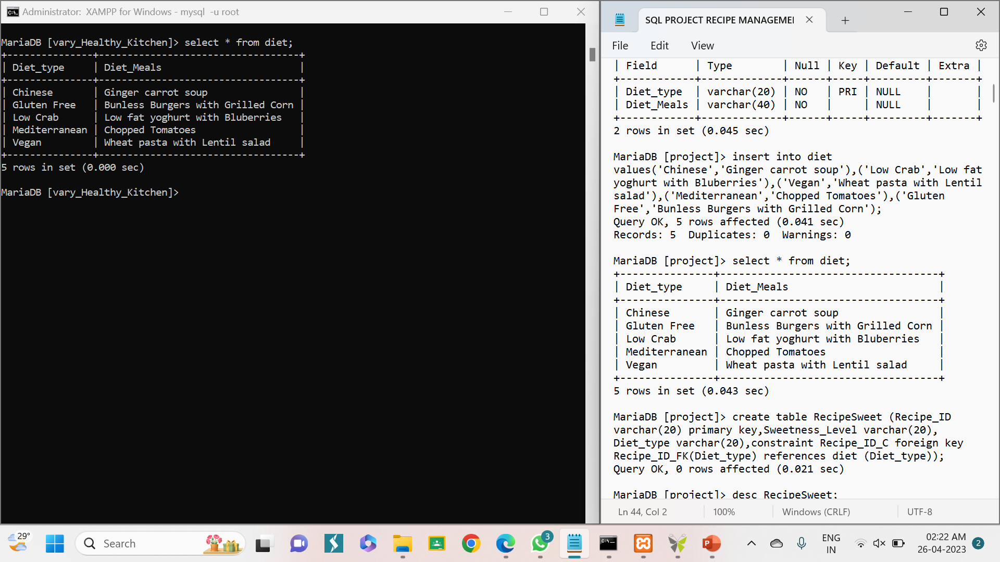 Administrator:  XAMPP for Windows - mysql  -u root
MariaDB [vary_Healthy_Kitchen]> select * from diet;
+---------------+-----------------------------------+
| Diet_type     | Diet_Meals                        |
+---------------+-----------------------------------+
| Chinese       | Ginger carrot soup                |
| Gluten Free   | Bunless Burgers with Grilled Corn |
| Low Crab      | Low fat yoghurt with Bluberries   |
| Mediterranean | Chopped Tomatoes                  |
| Vegan         | Wheat pasta with Lentil salad     |
+---------------+-----------------------------------+
5 rows in set (0.000 sec)
MariaDB [vary_Healthy_Kitchen]>
SQL PROJECT RECIPE MANAGEMEI
File Edit View
| Field      | Type        | Null | Key | Default | Extra |
+------------+-------------+------+-----+---------+-------+
| Diet_type  | varchar(20) | NO   | PRI | NULL    |       |
| Diet_Meals | varchar(40) | NO   |     | NULL    |       |
+------------+-------------+------+-----+---------+-------+
2 rows in set (0.045 sec)
MariaDB [project]> insert into diet
values('Chinese','Ginger carrot soup'),('Low Crab','Low fat
yoghurt with Bluberries'),('Vegan','Wheat pasta with Lentil
salad'),('Mediterranean','Chopped Tomatoes'),('Gluten
Free','Bunless Burgers with Grilled Corn');
Query OK, 5 rows affected (0.041 sec)
Records: 5  Duplicates: 0  Warnings: 0
MariaDB [project]> select * from diet;
+---------------+-----------------------------------+
| Diet_type     | Diet_Meals                        |
+---------------+-----------------------------------+
| Chinese       | Ginger carrot soup                |
| Gluten Free   | Bunless Burgers with Grilled Corn |
| Low Crab      | Low fat yoghurt with Bluberries   |
| Mediterranean | Chopped Tomatoes                  |
| Vegan         | Wheat pasta with Lentil salad     |
+---------------+-----------------------------------+
5 rows in set (0.043 sec)
MariaDB [project]> create table RecipeSweet (Recipe_ID
varchar(20) primary key,Sweetness_Level varchar(20),
Diet_type varchar(20),constraint Recipe_ID_C foreign key
Recipe_ID_FK(Diet_type) references diet (Diet_type));
Query OK, 0 rows affected (0.021 sec)
MariaDB [project]> desc RecipeSweet;
Ln 44, Col 2 100% Windows (CRLF) UTF-8
29°
Search
3
ENG
IN
02:22 AM
26-04-2023
2